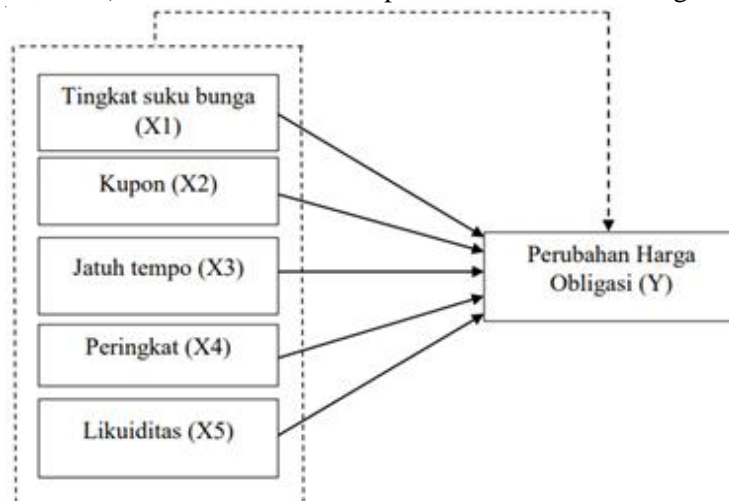 Tingkat suku bunga
(X1)
Kupon (X2)
Jatuh tempo (X3)
Peringkat (X4)
Likuiditas (X5)
Perubahan Harga
Obligasi (Y)